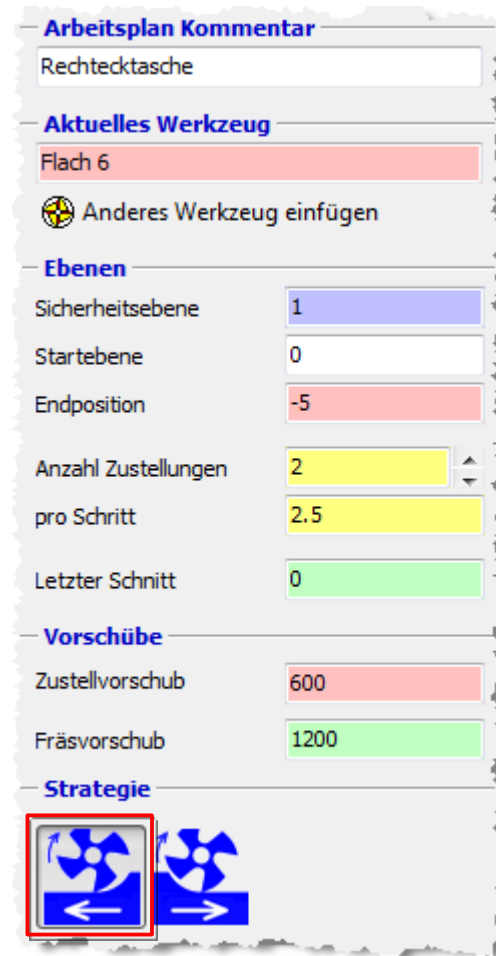 Arbeitsplan Kommentar
Rechtecktasche
Aktuelles Werkzeug
Flach 6
Anderes Werkzeug einfügen
Ebenen
Sicherheitsebene 1
Startebene 0
Endposition -5
Anzahl Zustellungen 2
pro Schritt 2.5
Letzter Schnitt 0
Vorschübe
Zustellvorschub 600
Fräsvorschub 1200
Strategie